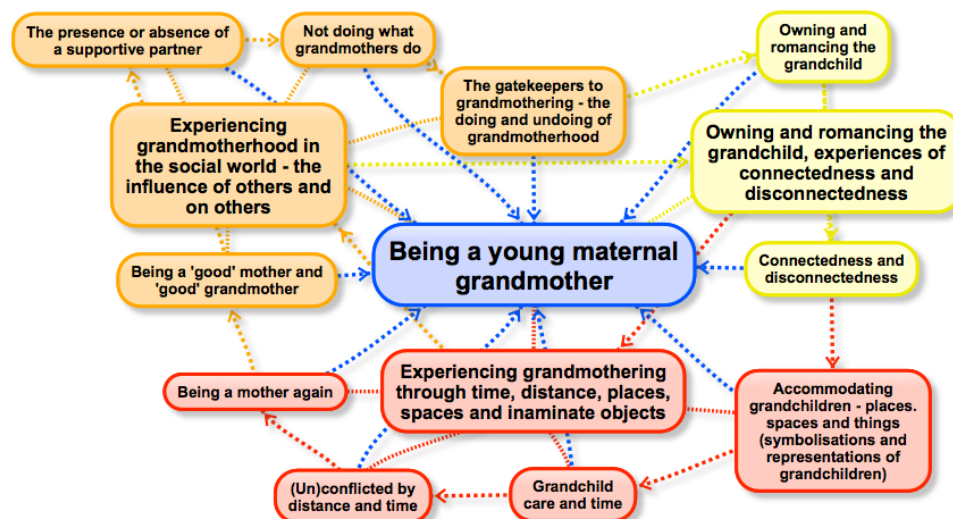 The presence or absence of
a supportive partner
Not doing what
grandmothers do
Owning and
romancing the
grandchild
The gatekeepers to
grandmothering - the
doing and undoing of
grandmotherhood
Experiencing
grandmotherhood in
the social world - the
influence of others and
on others
Owning and romancing the
grandchild, experiences of
connectedness and
disconnectedness
Being a young maternal
grandmother
Being a 'good' mother and
'good' grandmother
Connectedness and
disconnectedness
Experiencing grandmothering
through time, distance, places,
spaces and inaminate objects
Being a mother again
Accommodating
grandchildren - places.
spaces and things
(symbolisations and
representations of
grandchildren)
(Un)conflicted by
distance and time
Grandchild
care and time